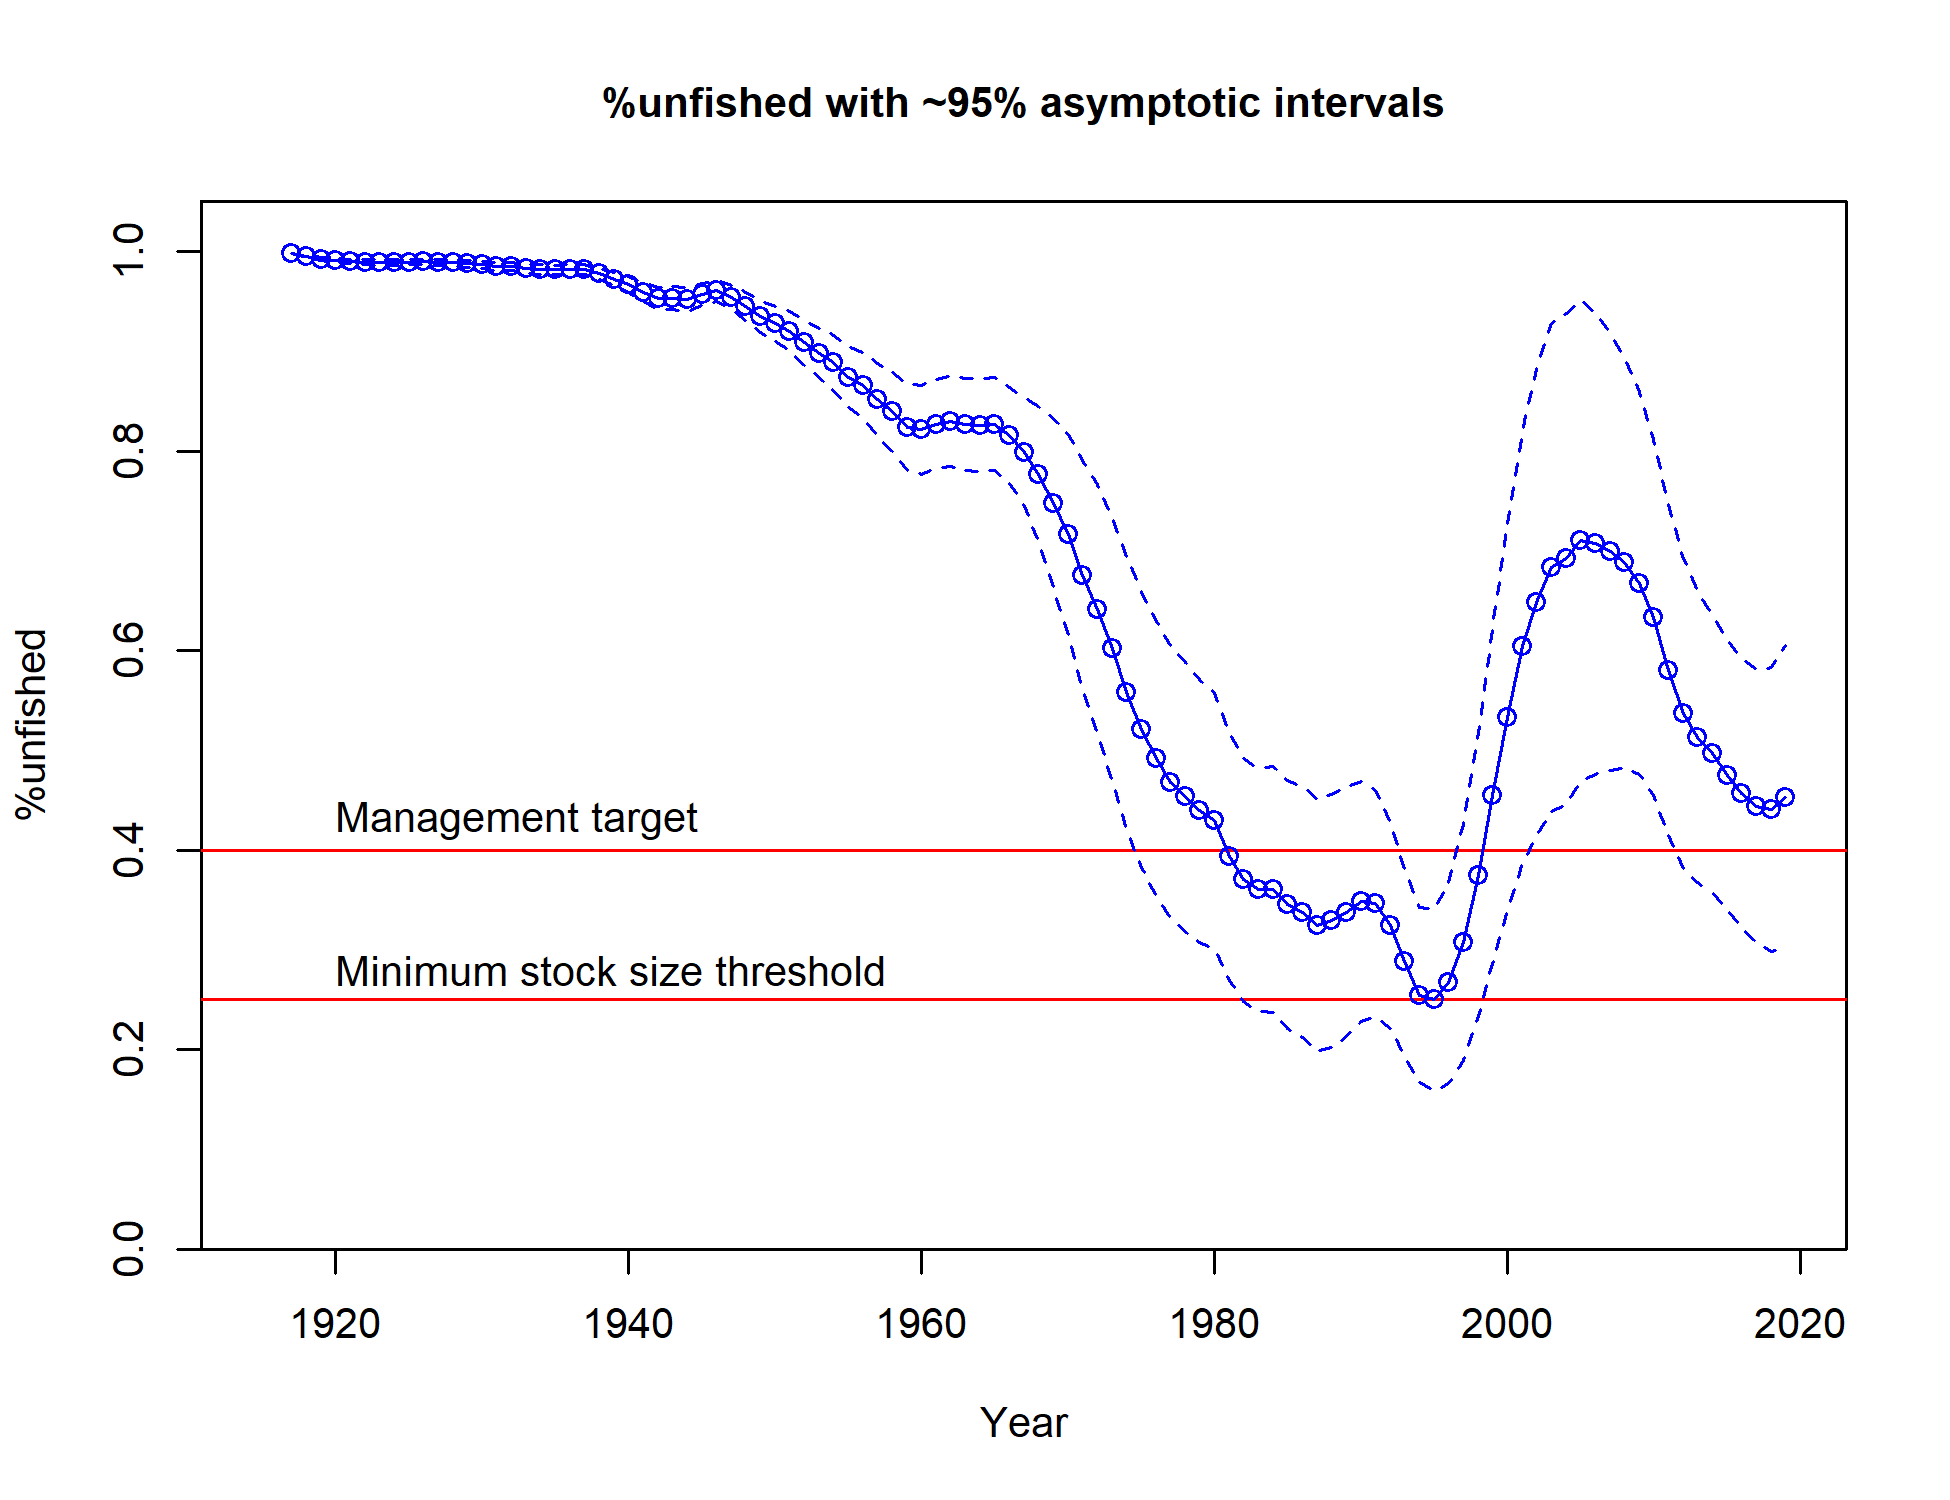 %unfished with ~95% asymptotic intervals
1.0
0.8
0.6
0.4
0.2
0.0
%unfished
Management target
Minimum stock size threshold
1920 1940 1960 1980 2000 2020
Year